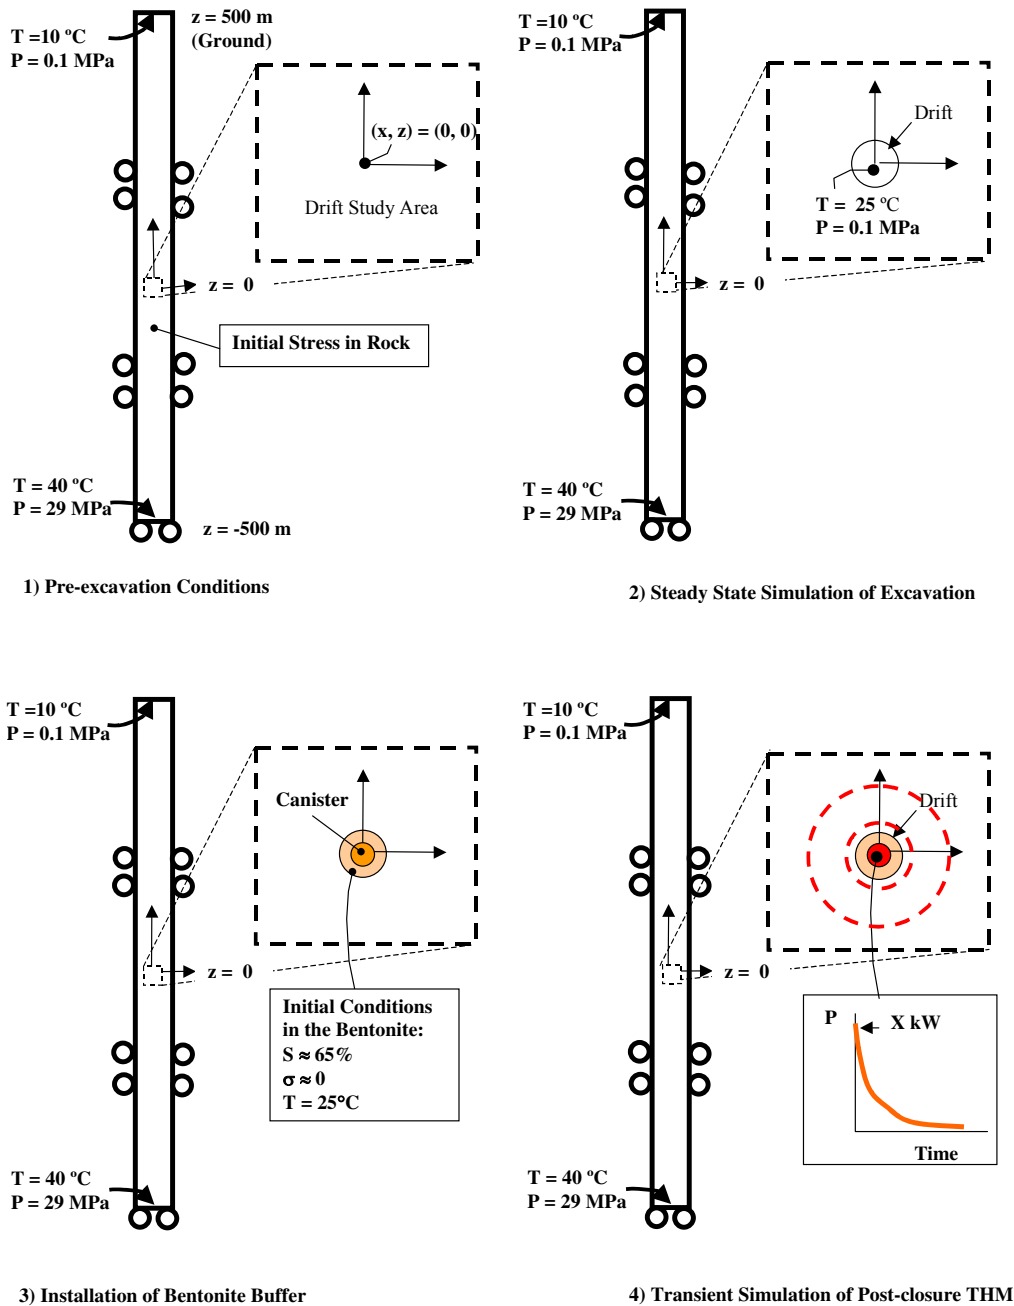 T =10 ºC
P = 0.1 MPa
z = 500 m
(Ground)
(x, z) = (0, 0)
Drift Study Area
z = 0
Initial Stress in Rock
T = 40 ºC
P = 29 MPa
z = -500 m
1) Pre-excavation Conditions
T =10 ºC
P = 0.1 MPa
Drift
T = 25 ºC
P = 0.1 MPa
z = 0
T = 40 ºC
P = 29 MPa
2) Steady State Simulation of Excavation
T =10 ºC
P = 0.1 MPa
Canister
z = 0
Initial Conditions
in the Bentonite:
S ≈ 65%
σ ≈ 0
T = 25°C
T = 40 ºC
P = 29 MPa
3) Installation of Bentonite Buffer
T =10 ºC
P = 0.1 MPa
Drift
z = 0
P
X kW
Time
T = 40 ºC
P = 29 MPa
4) Transient Simulation of Post-closure THM